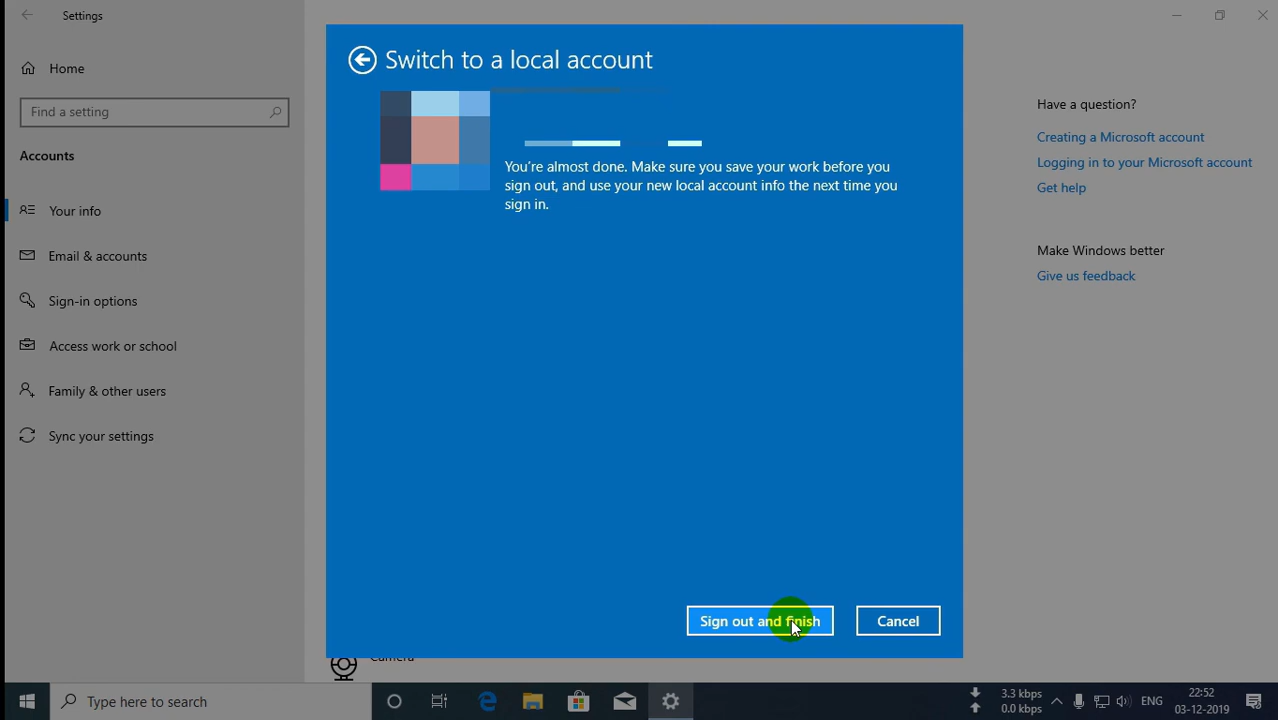 Settings
Home
Find a setting
Accounts
Your info
Email & accounts
Sign-in options
Access work or school
Family & other users
Sync your settings
Switch to a local account
You're almost done. Make sure you save your work before you
sign out, and use your new local account info the next time you
sign in.
Sign out and finish
Cancel
Camera
Have a question?
Creating a Microsoft account
Logging in to your Microsoft account
Get help
Make Windows better
Give us feedback
Type here to search
3.3 kbps
0.0 kbps
ENG
22:52
03-12-2019